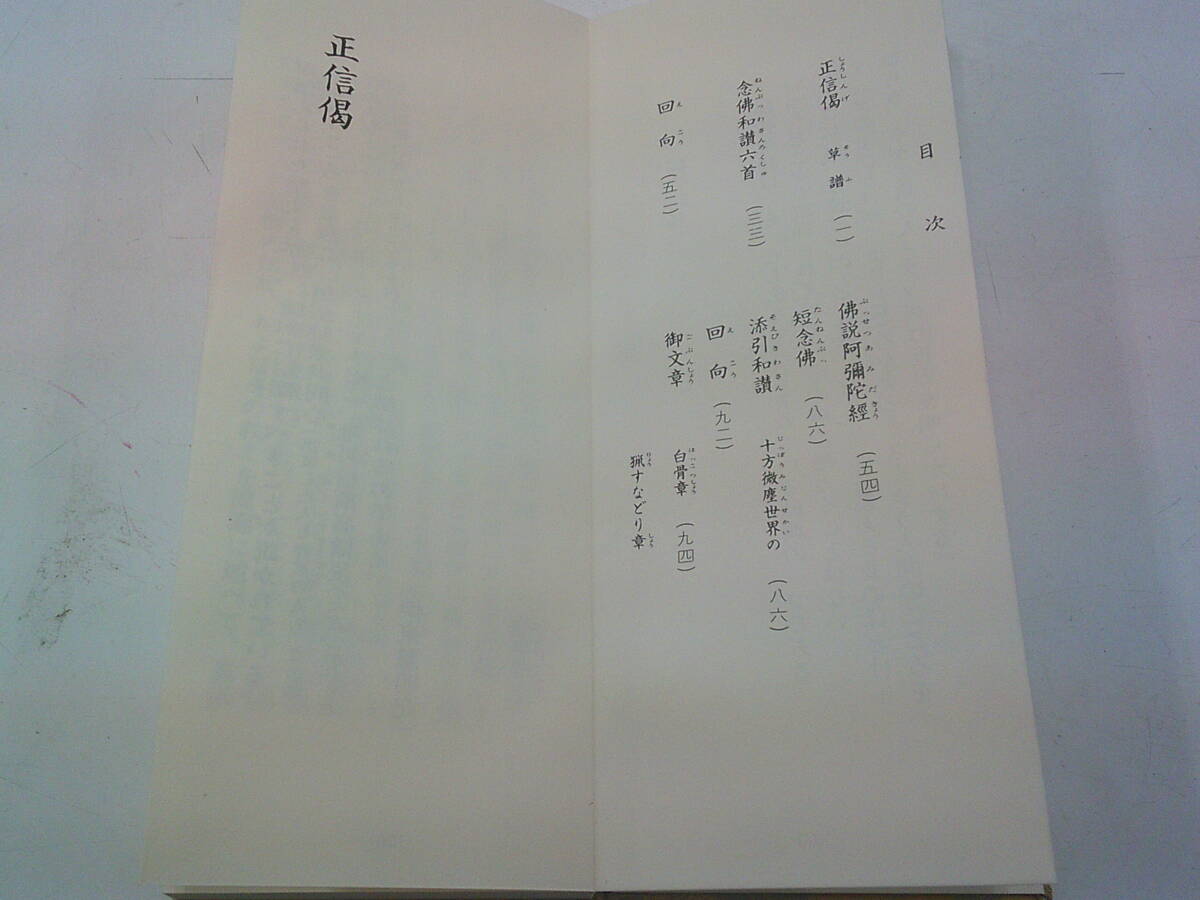 目次
正信偈 草譜 (一)
念佛和讃六首 (三三)
回向 (五二)
佛説阿彌陀經 (五四)
短念佛 (八六)
添引和讃 十方微塵世界の (八六)
回向 (九二)
御文章 白骨章 (九四)
猟すなどり章
正信偈